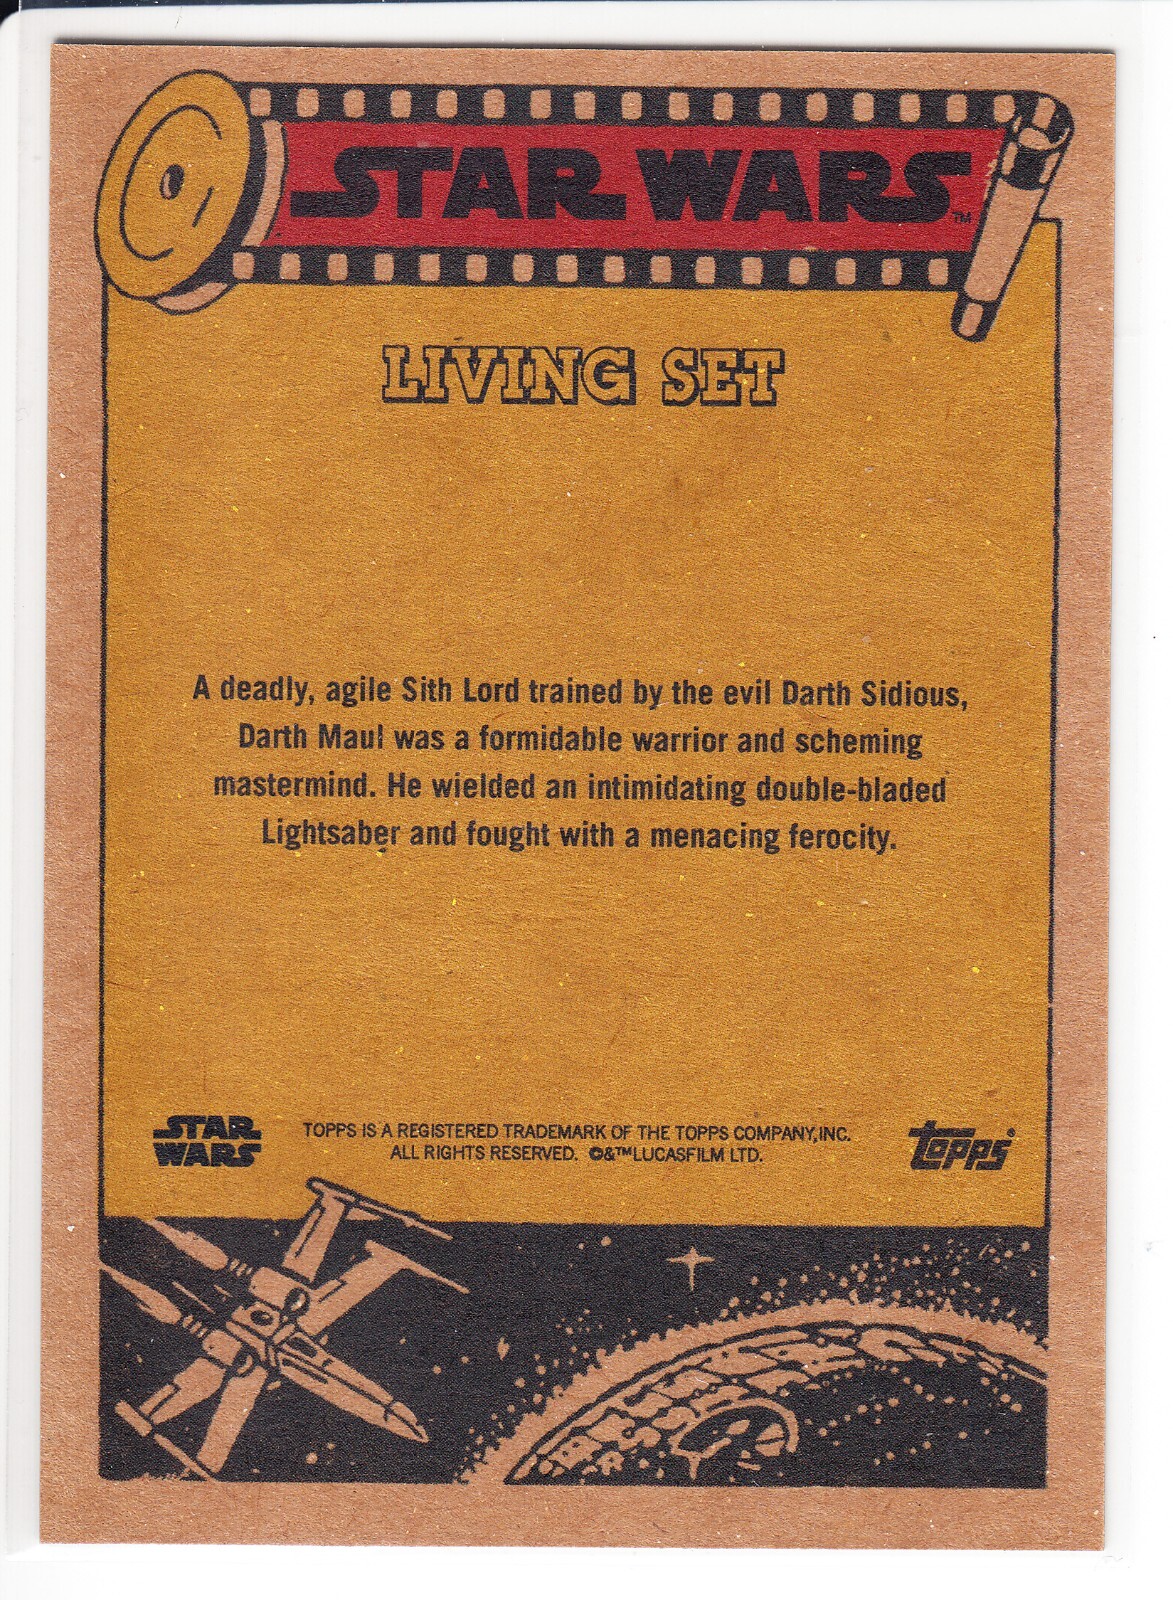 STAR WARS™
LIVING SET
A deadly, agile Sith Lord trained by the evil Darth Sidious,
Darth Maul was a formidable warrior and scheming
mastermind. He wielded an intimidating double-bladed
Lightsaber and fought with a menacing ferocity.
STAR
WARS
TOPPS IS A REGISTERED TRADEMARK OF THE TOPPS COMPANY,INC.
ALL RIGHTS RESERVED. ©&™LUCASFILM LTD.
topps®